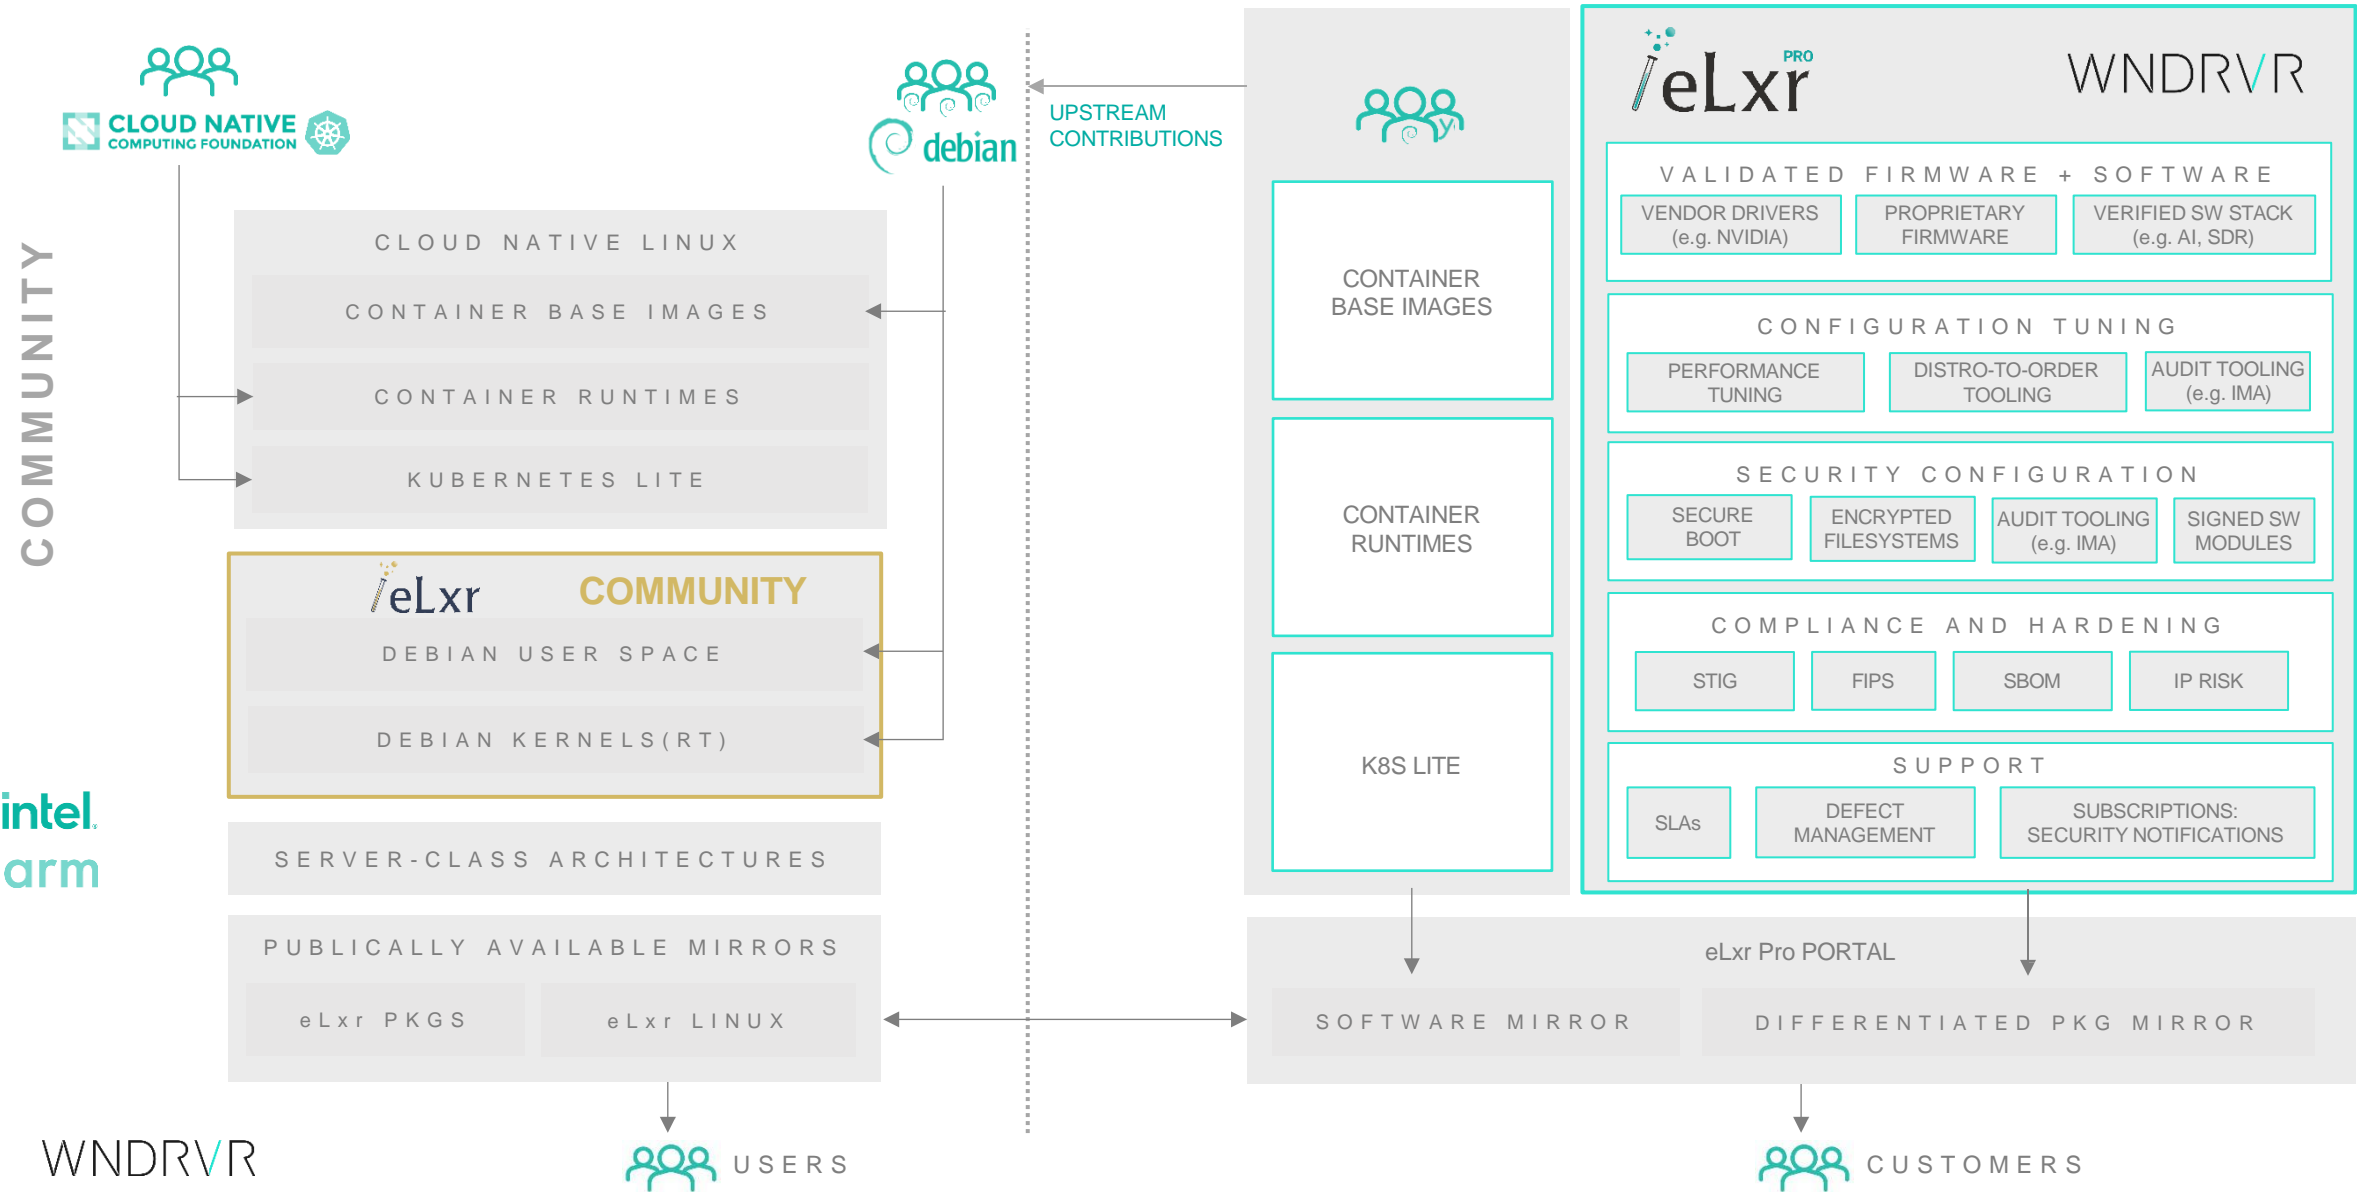 COMMUNITY
CLOUD NATIVE
COMPUTING FOUNDATION
debian
CLOUD NATIVE LINUX
CONTAINER BASE IMAGES
CONTAINER RUNTIMES
KUBERNETES LITE
eLxr
COMMUNITY
DEBIAN USER SPACE
DEBIAN KERNELS(RT)
intel
arm
SERVER-CLASS ARCHITECTURES
PUBLICALLY AVAILABLE MIRRORS
eLxr PKGS
eLxr LINUX
WNDRVR
USERS
UPSTREAM
CONTRIBUTIONS
y
CONTAINER
BASE IMAGES
CONTAINER
RUNTIMES
K8S LITE
eLxr PRO
WNDRVR
VALIDATED FIRMWARE + SOFTWARE
VENDOR DRIVERS
(e.g. NVIDIA)
PROPRIETARY
FIRMWARE
VERIFIED SW STACK
(e.g. AI, SDR)
CONFIGURATION TUNING
PERFORMANCE
TUNING
DISTRO-TO-ORDER
TOOLING
AUDIT TOOLING
(e.g. IMA)
SECURITY CONFIGURATION
SECURE
BOOT
ENCRYPTED
FILESYSTEMS
AUDIT TOOLING
(e.g. IMA)
SIGNED SW
MODULES
COMPLIANCE AND HARDENING
STIG
FIPS
SBOM
IP RISK
SUPPORT
SLAs
DEFECT
MANAGEMENT
SUBSCRIPTIONS:
SECURITY NOTIFICATIONS
eLxr Pro PORTAL
SOFTWARE MIRROR
DIFFERENTIATED PKG MIRROR
CUSTOMERS